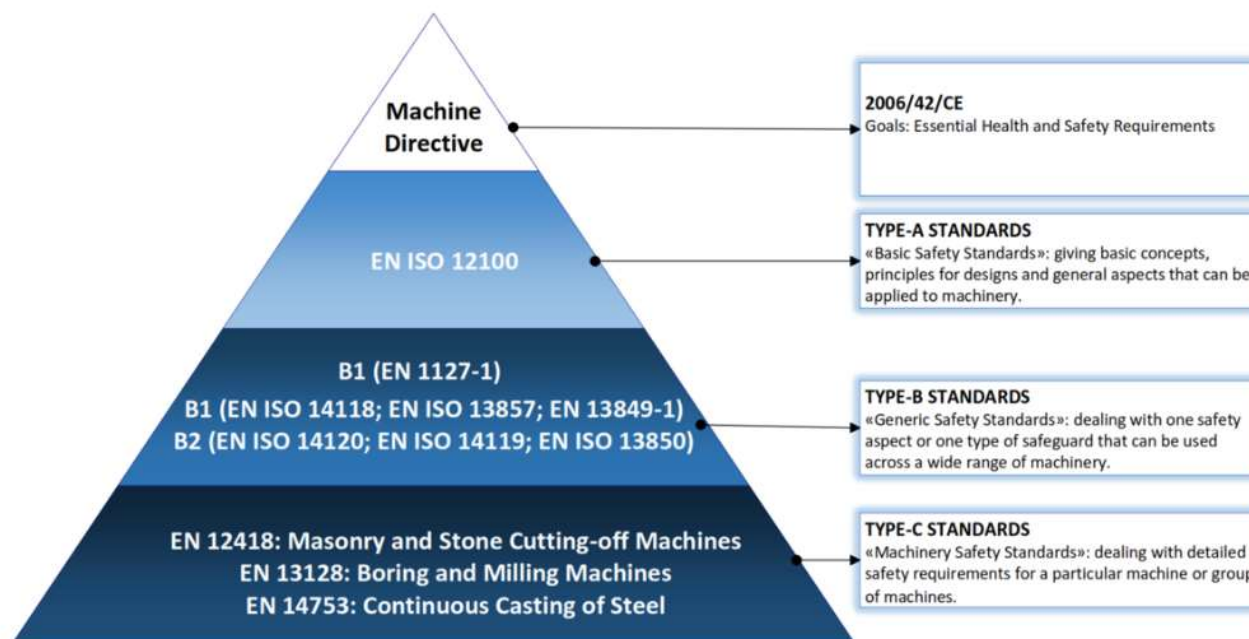 Machine
Directive
2006/42/CE
Goals: Essential Health and Safety Requirements
EN ISO 12100
TYPE-A STANDARDS
«Basic Safety Standards»: giving basic concepts,
principles for designs and general aspects that can be
applied to machinery.
B1 (EN 1127-1)
B1 (EN ISO 14118; EN ISO 13857; EN 13849-1)
B2 (EN ISO 14120; EN ISO 14119; EN ISO 13850)
TYPE-B STANDARDS
«Generic Safety Standards»: dealing with one safety
aspect or one type of safeguard that can be used
across a wide range of machinery.
EN 12418: Masonry and Stone Cutting-off Machines
EN 13128: Boring and Milling Machines
EN 14753: Continuous Casting of Steel
TYPE-C STANDARDS
«Machinery Safety Standards»: dealing with detailed
safety requirements for a particular machine or group
of machines.